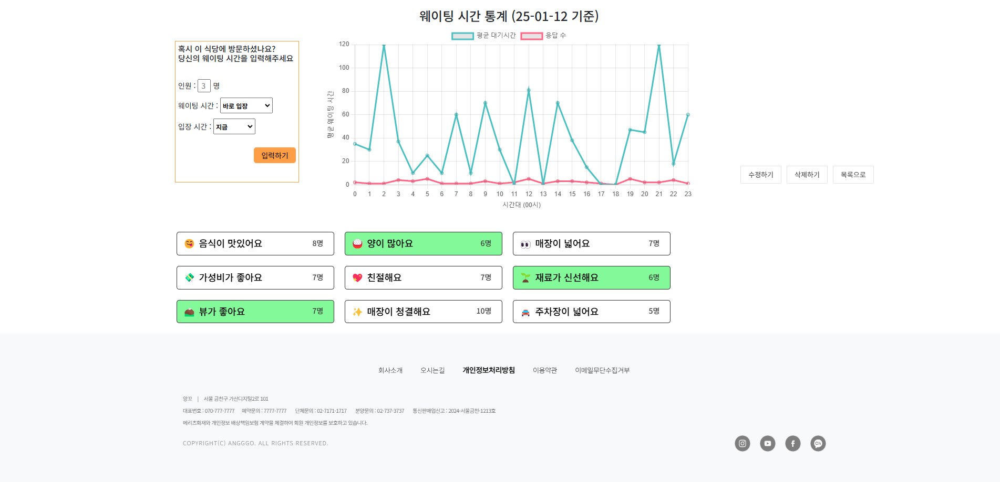 웨이팅 시간 통계 (25-01-12 기준)
평균 대기시간 응답 수
혹시 이 식당에 방문하셨나요?
당신의 웨이팅 시간을 입력해주세요
인원 : 3 명
웨이팅 시간 : 바로 입장
입장 시간 : 지금
입력하기
평균 웨이팅 시간
120
100
80
60
40
20
0
0 1 2 3 4 5 6 7 8 9 10 11 12 13 14 15 16 17 18 19 20 21 22 23
시간대 (00시)
수정하기 삭제하기 목록으로
음식이 맛있어요 8명
양이 많아요 6명
매장이 넓어요 7명
가성비가 좋아요 7명
친절해요 7명
재료가 신선해요 6명
뷰가 좋아요 7명
매장이 청결해요 10명
주차장이 넓어요 5명
회사소개 오시는길 개인정보처리방침 이용약관 이메일무단수집거부
앙꼬 | 서울 금천구 가산디지털2로 101
대표번호 : 070-777-7777 예약문의 : 7777-7777 단체문의 : 02-7171-1717 분양문의 : 02-737-3737 통신판매업신고 : 2024-서울금천-1213호
메리츠화재와 개인정보 배상책임보험 계약을 체결하여 회원 개인정보를 보호하고 있습니다.
COPYRIGHT(C) ANGGGO. ALL RIGHTS RESERVED.
Ch